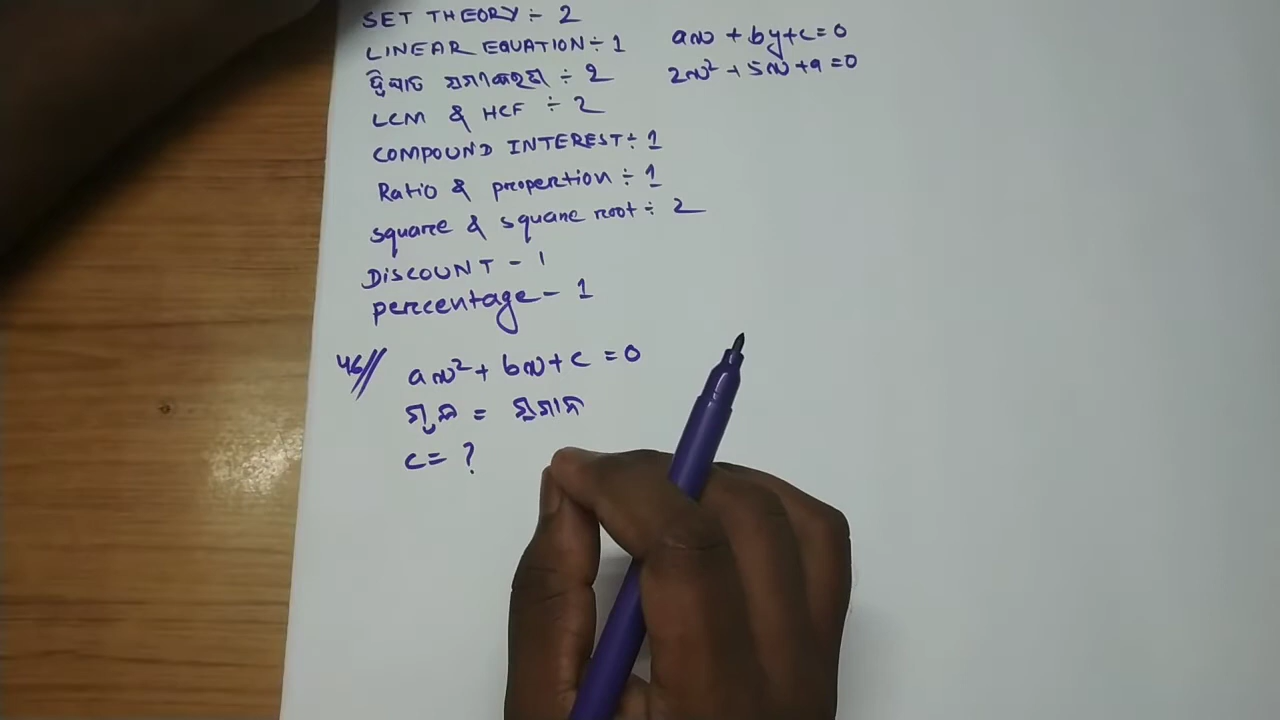 SET THEORY ÷ 2
LINEAR EQUATION ÷ 1
ax + by + c = 0
ଦ୍ୱିଘାତ ସମୀକରଣ ÷ 2
2x² + 5x + 9 = 0
LCM & HCF ÷ 2
COMPOUND INTEREST ÷ 1
Ratio & propertion ÷ 1
square & square root ÷ 2
DISCOUNT - 1
percentage - 1
46// ax² + bx + c = 0
ମୂଳ = ସମାନ
c = ?